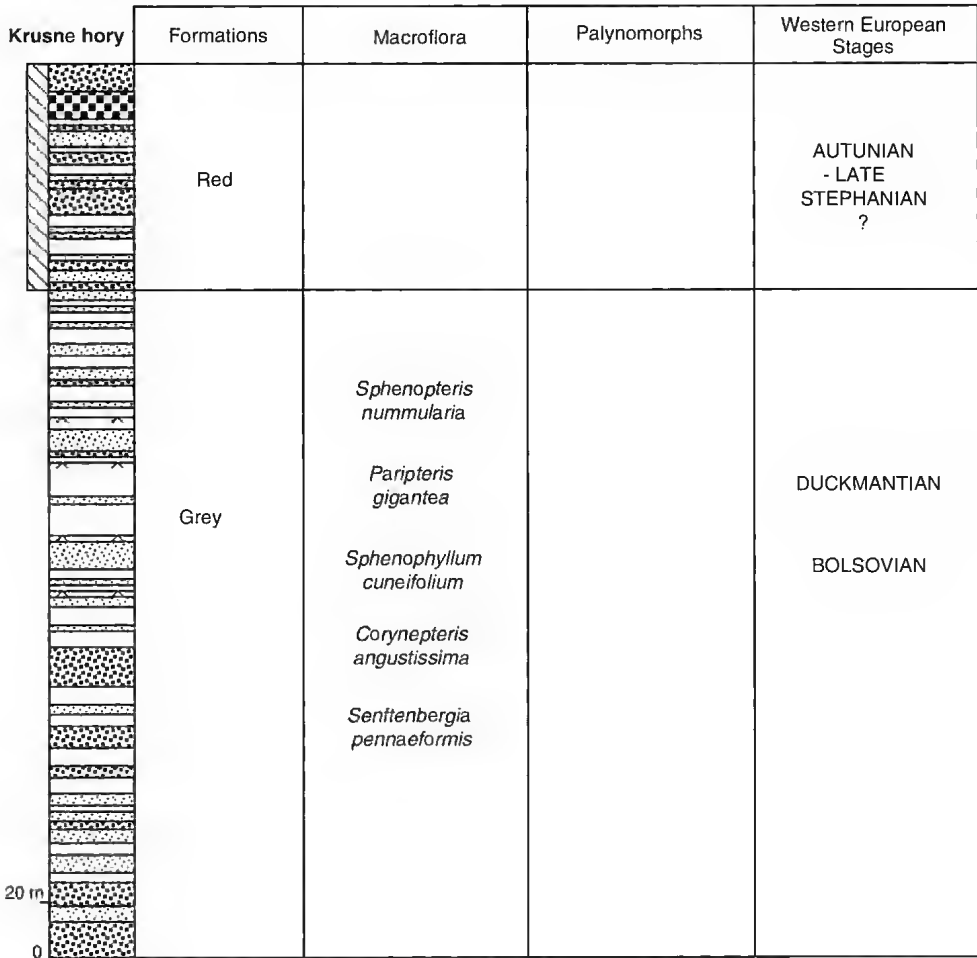 Krusne hory
Formations
Macroflora
Palynomorphs
Western European
Stages
Red
AUTUNIAN
- LATE
STEPHANIAN
?
Grey
Sphenopteris
nummularia
Paripteris
gigantea
Sphenophyllum
cuneifolium
Corynepteris
angustissima
Senftenbergia
pennaeformis
DUCKMANTIAN
BOLSOVIAN
20 m
0